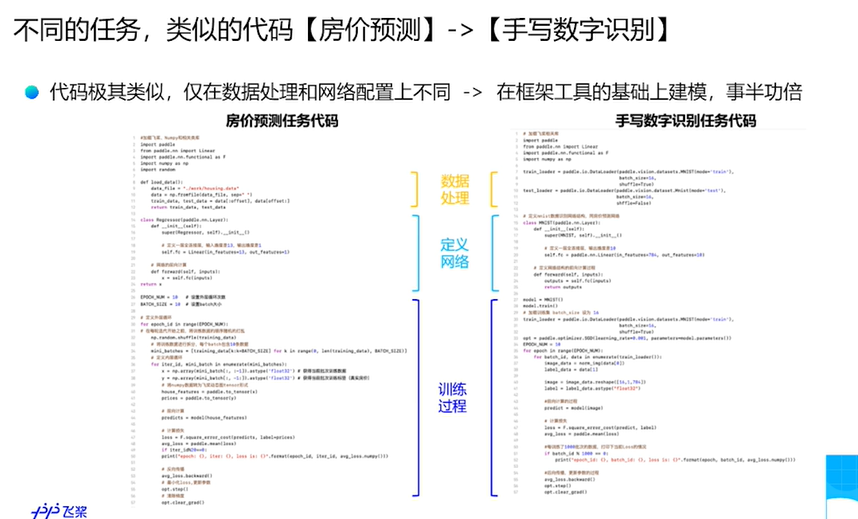 不同的任务，类似的代码【房价预测】->【手写数字识别】
代码极其类似，仅在数据处理和网络配置上不同 -> 在框架工具的基础上建模，事半功倍
房价预测任务代码
#加载飞桨、Numpy和相关类库
import paddle
from paddle.nn import Linear
import paddle.nn.functional as F
import numpy as np
import random
def load_data():
data_file = "./work/housing.data"
data = np.fromfile(data_file, sep=" ")
train_data, test_data = data[:offset], data[offset:]
return train_data, test_data
class Regressor(paddle.nn.Layer):
def __init__(self):
super(Regressor, self).__init__()
# 定义一层全连接层，输入维度是13，输出维度是1
self.fc = Linear(in_features=13, out_features=1)
# 网络的前向计算
def forward(self, inputs):
x = self.fc(inputs)
return x
EPOCH_NUM = 10 # 设置外层循环次数
BATCH_SIZE = 10 # 设置batch大小
# 定义外层循环
for epoch_id in range(EPOCH_NUM):
# 在每轮迭代开始之前，将训练数据的顺序随机的打乱
np.random.shuffle(training_data)
# 将训练数据进行拆分，每个batch包含10条数据
mini_batches = [training_data[k:k+BATCH_SIZE] for k in range(0, len(training_data), BATCH_SIZE)]
# 定义内层循环
for iter_id, mini_batch in enumerate(mini_batches):
x = np.array(mini_batch[:, :-1]).astype('float32') # 获得当前批次训练数据
y = np.array(mini_batch[:, -1:]).astype('float32') # 获得当前批次训练标签（真实房价）
# 将numpy数据转为飞桨动态图tensor形式
house_features = paddle.to_tensor(x)
prices = paddle.to_tensor(y)
# 前向计算
predicts = model(house_features)
# 计算损失
loss = F.square_error_cost(predicts, label=prices)
avg_loss = paddle.mean(loss)
if iter_id%20==0:
print("epoch: {}, iter: {}, loss is: {}".format(epoch_id, iter_id, avg_loss.numpy()))
# 反向传播
avg_loss.backward()
# 最小化loss,更新参数
opt.step()
# 清除梯度
opt.clear_grad()
数据
处理
定义
网络
训练
过程
手写数字识别任务代码
# 加载飞桨相关库
import paddle
from paddle.nn import Linear
import paddle.nn.functional as F
import numpy as np
train_loader = paddle.io.DataLoader(paddle.vision.datasets.MNIST(mode='train'),
batch_size=16,
shuffle=True)
test_loader = paddle.io.DataLoader(paddle.vision.dataset.Mnist(mode='test'),
batch_size=16,
shffle=False)
# 定义mnist数据识别网络结构，同房价预测网络
class MNIST(paddle.nn.Layer):
def __init__(self):
super(MNIST, self).__init__()
# 定义一层全连接层，输出维度是10
self.fc = paddle.nn.Linear(in_features=784, out_features=10)
# 定义网络结构的前向计算过程
def forward(self, inputs):
outputs = self.fc(inputs)
return outputs
model = MNIST()
model.train()
# 加载训练集 batch_size 设为 16
train_loader = paddle.io.DataLoader(paddle.vision.datasets.MNIST(mode='train'),
batch_size=16,
shuffle=True)
opt = paddle.optimizer.SGD(learning_rate=0.001, parameters=model.parameters())
EPOCH_NUM = 10
for epoch in range(EPOCH_NUM):
for batch_id, data in enumerate(train_loader()):
image_data = norm_img(data[0])
label_data = data[1]
image = image_data.reshape([16,1,784])
label = label_data.astype('float32')
#前向计算的过程
predict = model(image)
# 计算损失
loss = F.square_error_cost(predict, label)
avg_loss = paddle.mean(loss)
#每训练了1000批次的数据，打印下当前Loss的情况
if batch_id % 1000 == 0:
print("epoch_id: {}, batch_id: {}, loss is: {}".format(epoch, batch_id, avg_loss.numpy()))
#后向传播，更新参数的过程
avg_loss.backward()
opt.step()
opt.clear_grad()
飞桨